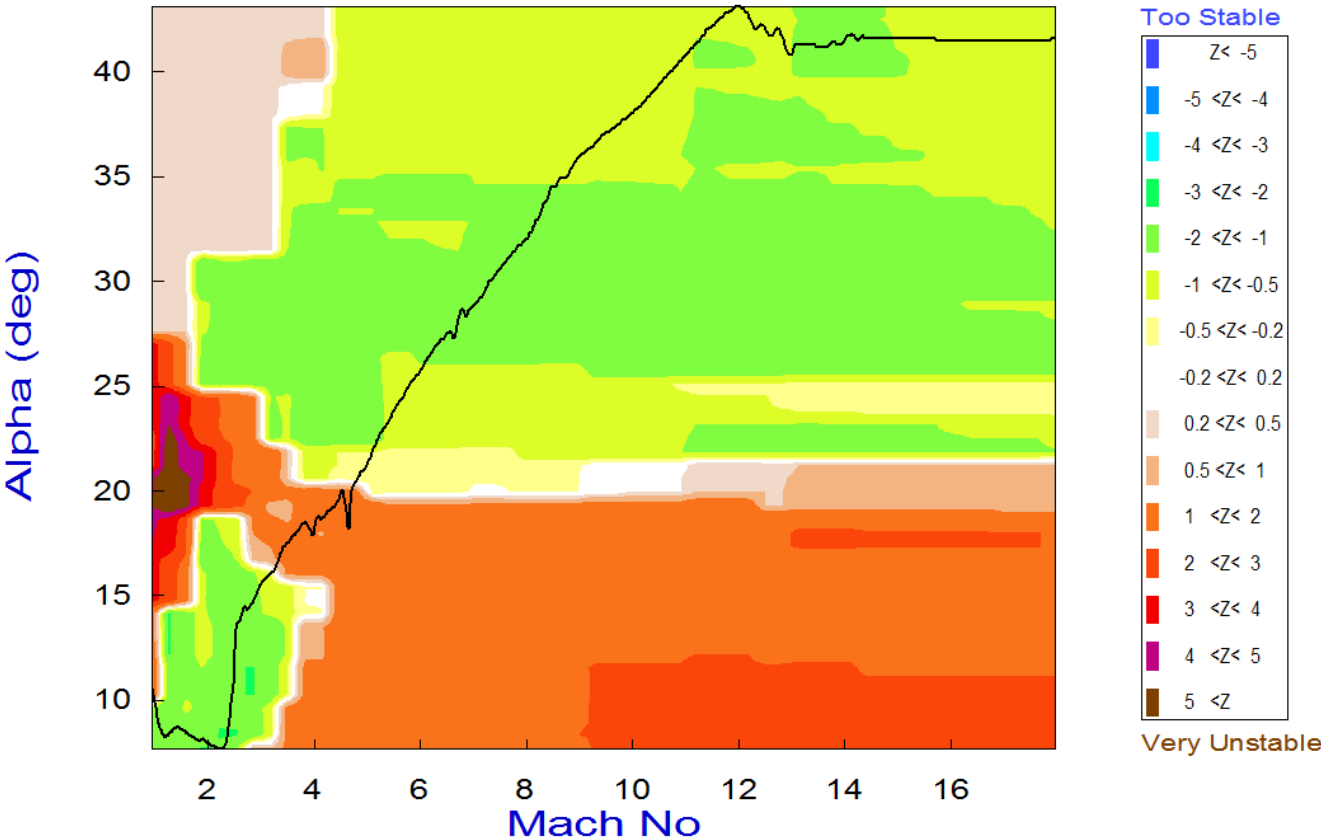 Too Stable
Z< -5
-5 <Z< -4
-4 <Z< -3
-3 <Z< -2
-2 <Z< -1
-1 <Z< -0.5
-0.5 <Z< -0.2
-0.2 <Z< 0.2
0.2 <Z< 0.5
0.5 <Z< 1
1 <Z< 2
2 <Z< 3
3 <Z< 4
4 <Z< 5
5 <Z
Very Unstable
Alpha (deg)
40
35
30
25
20
15
10
2 4 6 8 10 12 14 16
Mach No